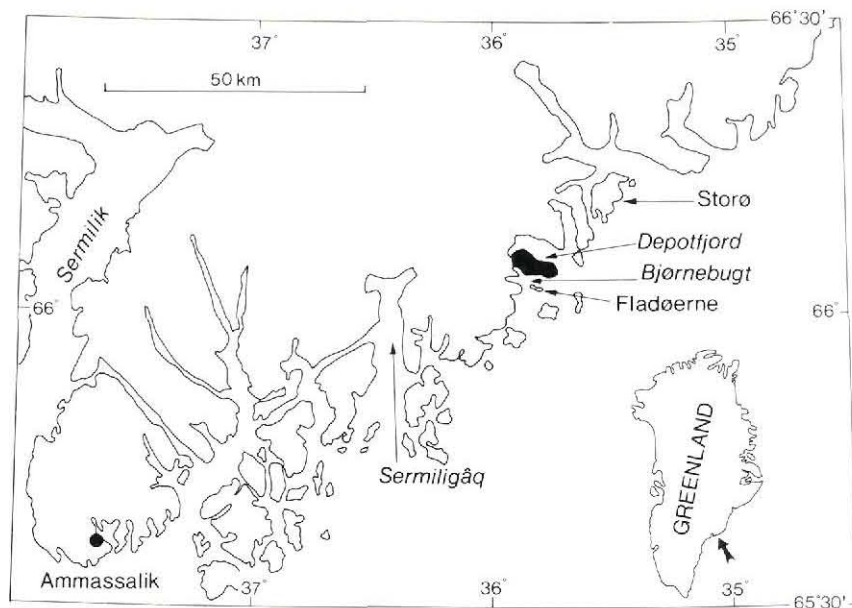 37°
36°
35°
66°30'
50 km
Storø
Sermilik
Depotfjord
Bjørnebugt
Fladøerne
66°
66°
GREENLAND
Sermiligâq
Ammassalik
37°
36°
35°
65°30'